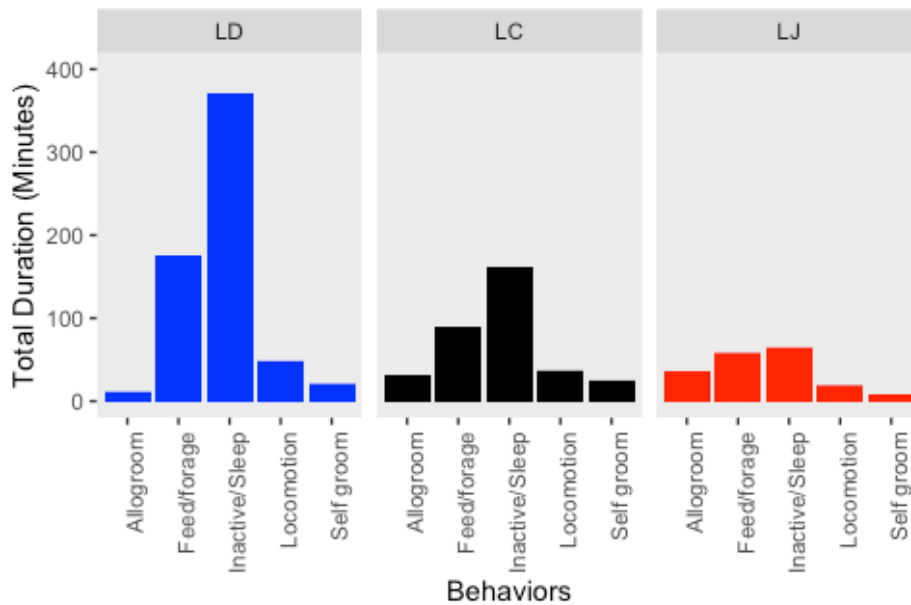 LD
LC
LJ
Total Duration (Minutes)
400
300
200
100
0
Allogroom
Feed/forage
Inactive/Sleep
Locomotion
Self groom
Allogroom
Feed/forage
Inactive/Sleep
Locomotion
Self groom
Allogroom
Feed/forage
Inactive/Sleep
Locomotion
Self groom
Behaviors